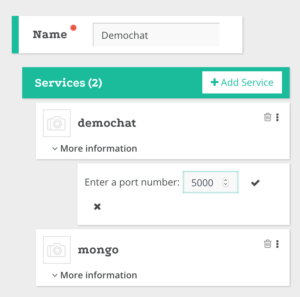 Name Demochat
Services (2) + Add Service
demochat
More information
Enter a port number: 5000
mongo
More information